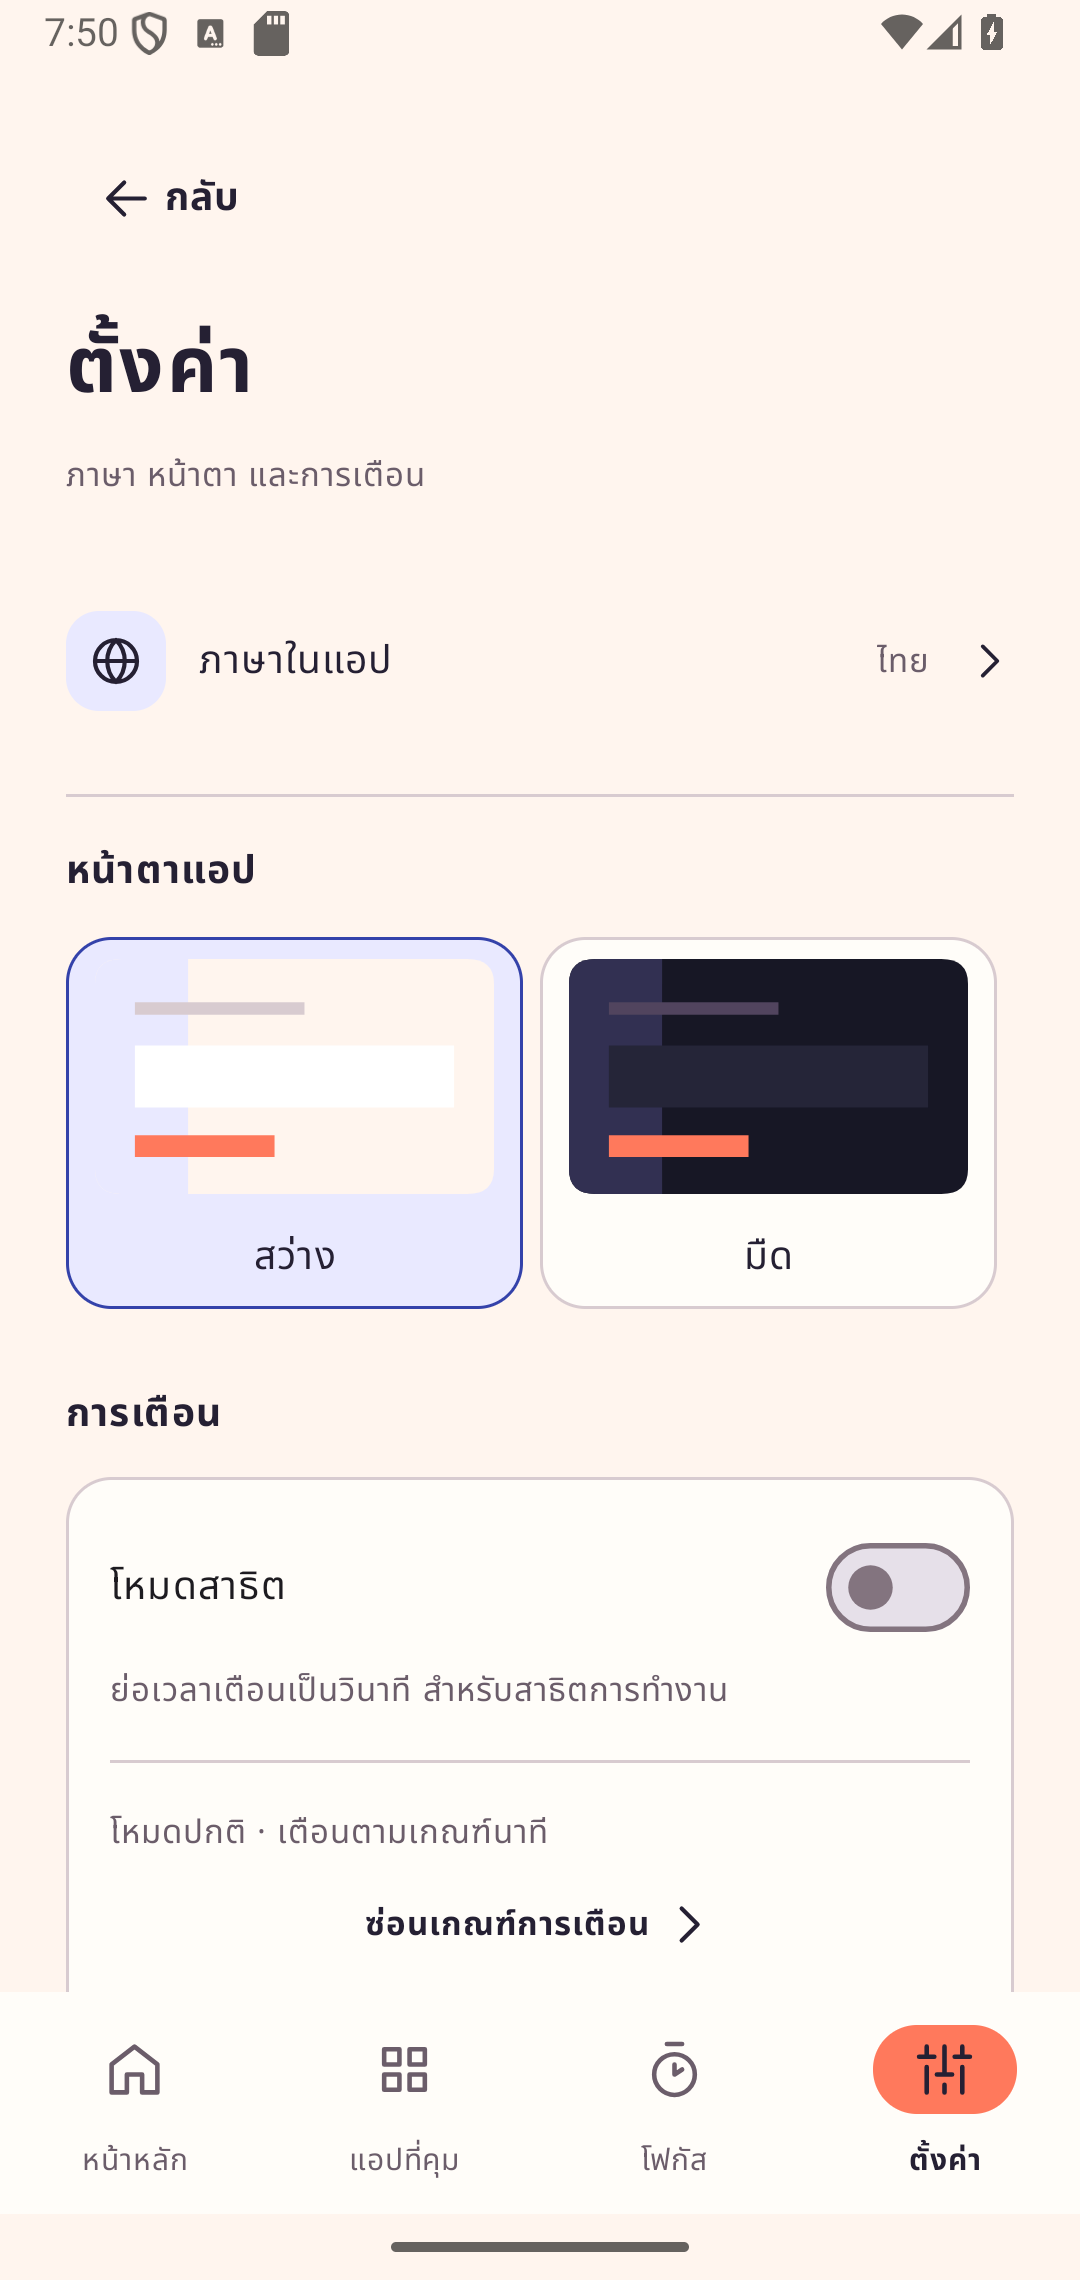 7:50
กลับ
ตั้งค่า
ภาษา หน้าตา และการเตือน
ภาษาในแอป
ไทย
หน้าตาแอป
สว่าง
มืด
การเตือน
โหมดสาธิต
ย่อเวลาเตือนเป็นวินาที สำหรับสาธิตการทำงาน
โหมดปกติ · เตือนตามเกณฑ์นาที
ซ่อนเกณฑ์การเตือน
หน้าหลัก
แอปที่คุม
โฟกัส
ตั้งค่า